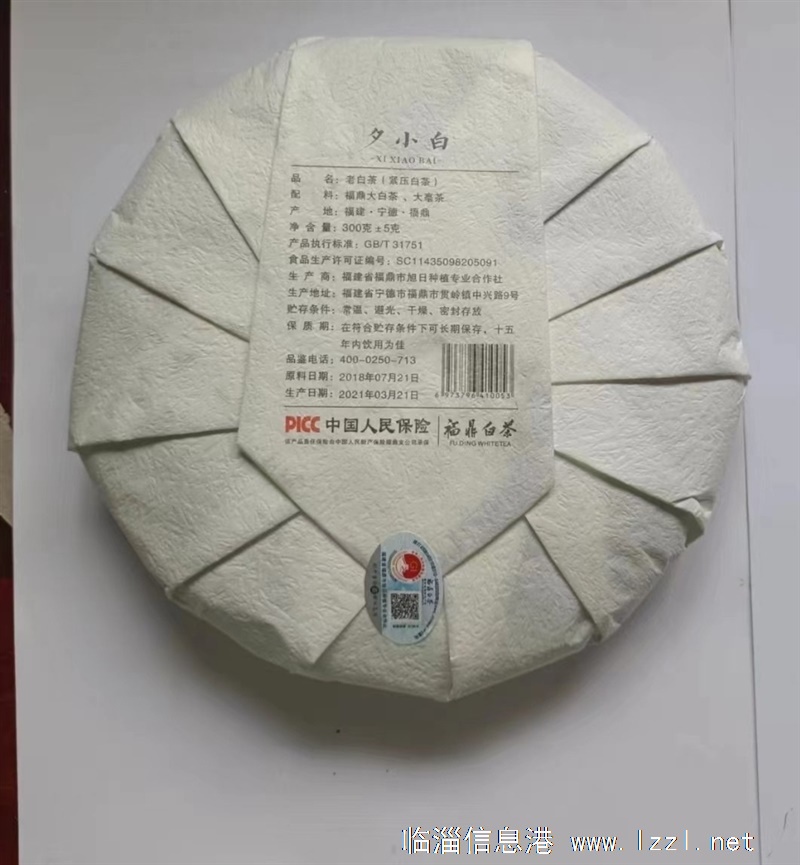 夕小白
XI XIAO BAI
品 名：老白茶（紧压白茶）
配 料：福鼎大白茶、大毫茶
产 地：福建·宁德·福鼎
净 含 量：300克±5克
产品执行标准：GB/T 31751
食品生产许可证编号：SC11435098205091
生 产 商：福建省福鼎市旭日种植专业合作社
生产地址：福建省宁德市福鼎市贯岭镇中兴路9号
贮存条件：常温、避光、干燥、密封存放
保 质 期：在符合贮存条件下可长期保存，十五
年内饮用为佳
品鉴电话：400-0250-713
原料日期：2018年07月21日
生产日期：2021年03月21日
6 973796 410053
PICC 中国人民保险
福鼎白茶
FUDING WHITETEA
临淄信息港 www.lzzl.net